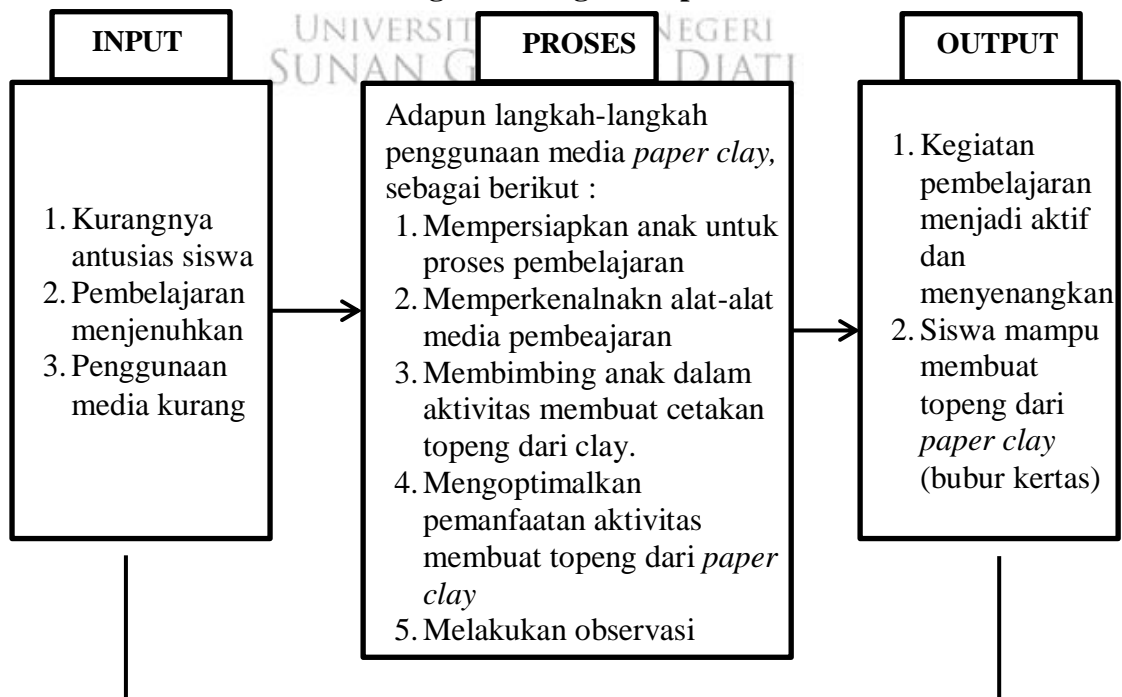 INPUT
UNIVERSIT NEGERI
SUNAN G DJATI
PROSES
OUTPUT
1. Kurangnya
antusias siswa
2. Pembelajaran
menjenuhkan
3. Penggunaan
media kurang
Adapun langkah-langkah
penggunaan media paper clay,
sebagai berikut :
1. Mempersiapkan anak untuk
proses pembelajaran
2. Memperkenalnakn alat-alat
media pembeajaran
3. Membimbing anak dalam
aktivitas membuat cetakan
topeng dari clay.
4. Mengoptimalkan
pemanfaatan aktivitas
membuat topeng dari paper
clay
5. Melakukan observasi
1. Kegiatan
pembelajaran
menjadi aktif
dan
menyenangkan
2. Siswa mampu
membuat
topeng dari
paper clay
(bubur kertas)